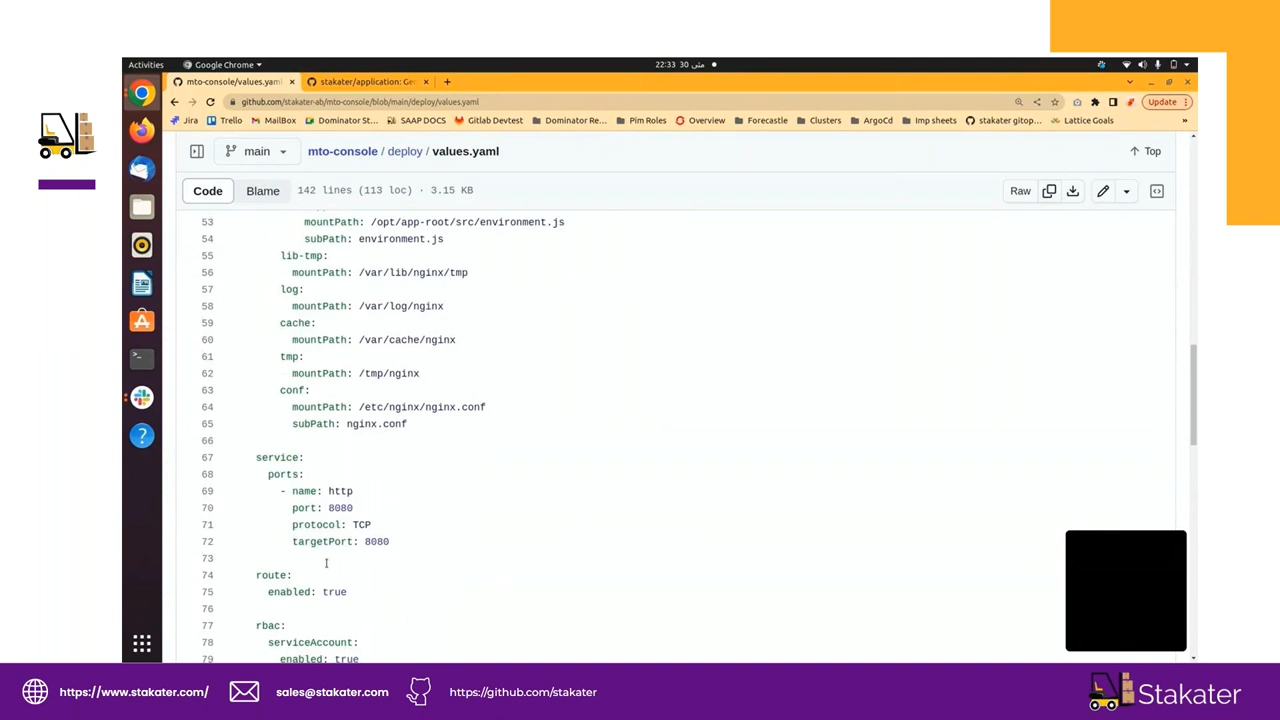 Activities
Google Chrome
22:33 30 مئی
mto-console/values.yaml
stakater/application: Ge
github.com/stakater-ab/mto-console/blob/main/deploy/values.yaml
Update
Jira
Trello
MailBox
Dominator St...
SAAP DOCS
Gitlab Devtest
Dominator Re...
Pim Roles
Overview
Forecastle
Clusters
ArgoCd
Imp sheets
stakater gitop...
Lattice Goals
»
main
mto-console / deploy / values.yaml
Top
Code
Blame
142 lines (113 loc) · 3.15 KB
Raw
53 mountPath: /opt/app-root/src/environment.js
54 subPath: environment.js
55 lib-tmp:
56 mountPath: /var/lib/nginx/tmp
57 log:
58 mountPath: /var/log/nginx
59 cache:
60 mountPath: /var/cache/nginx
61 tmp:
62 mountPath: /tmp/nginx
63 conf:
64 mountPath: /etc/nginx/nginx.conf
65 subPath: nginx.conf
66
67 service:
68 ports:
69 - name: http
70 port: 8080
71 protocol: TCP
72 targetPort: 8080
73
74 route:
75 enabled: true
76
77 rbac:
78 serviceAccount:
79 enabled: true
https://www.stakater.com/
sales@stakater.com
https://github.com/stakater
Stakater